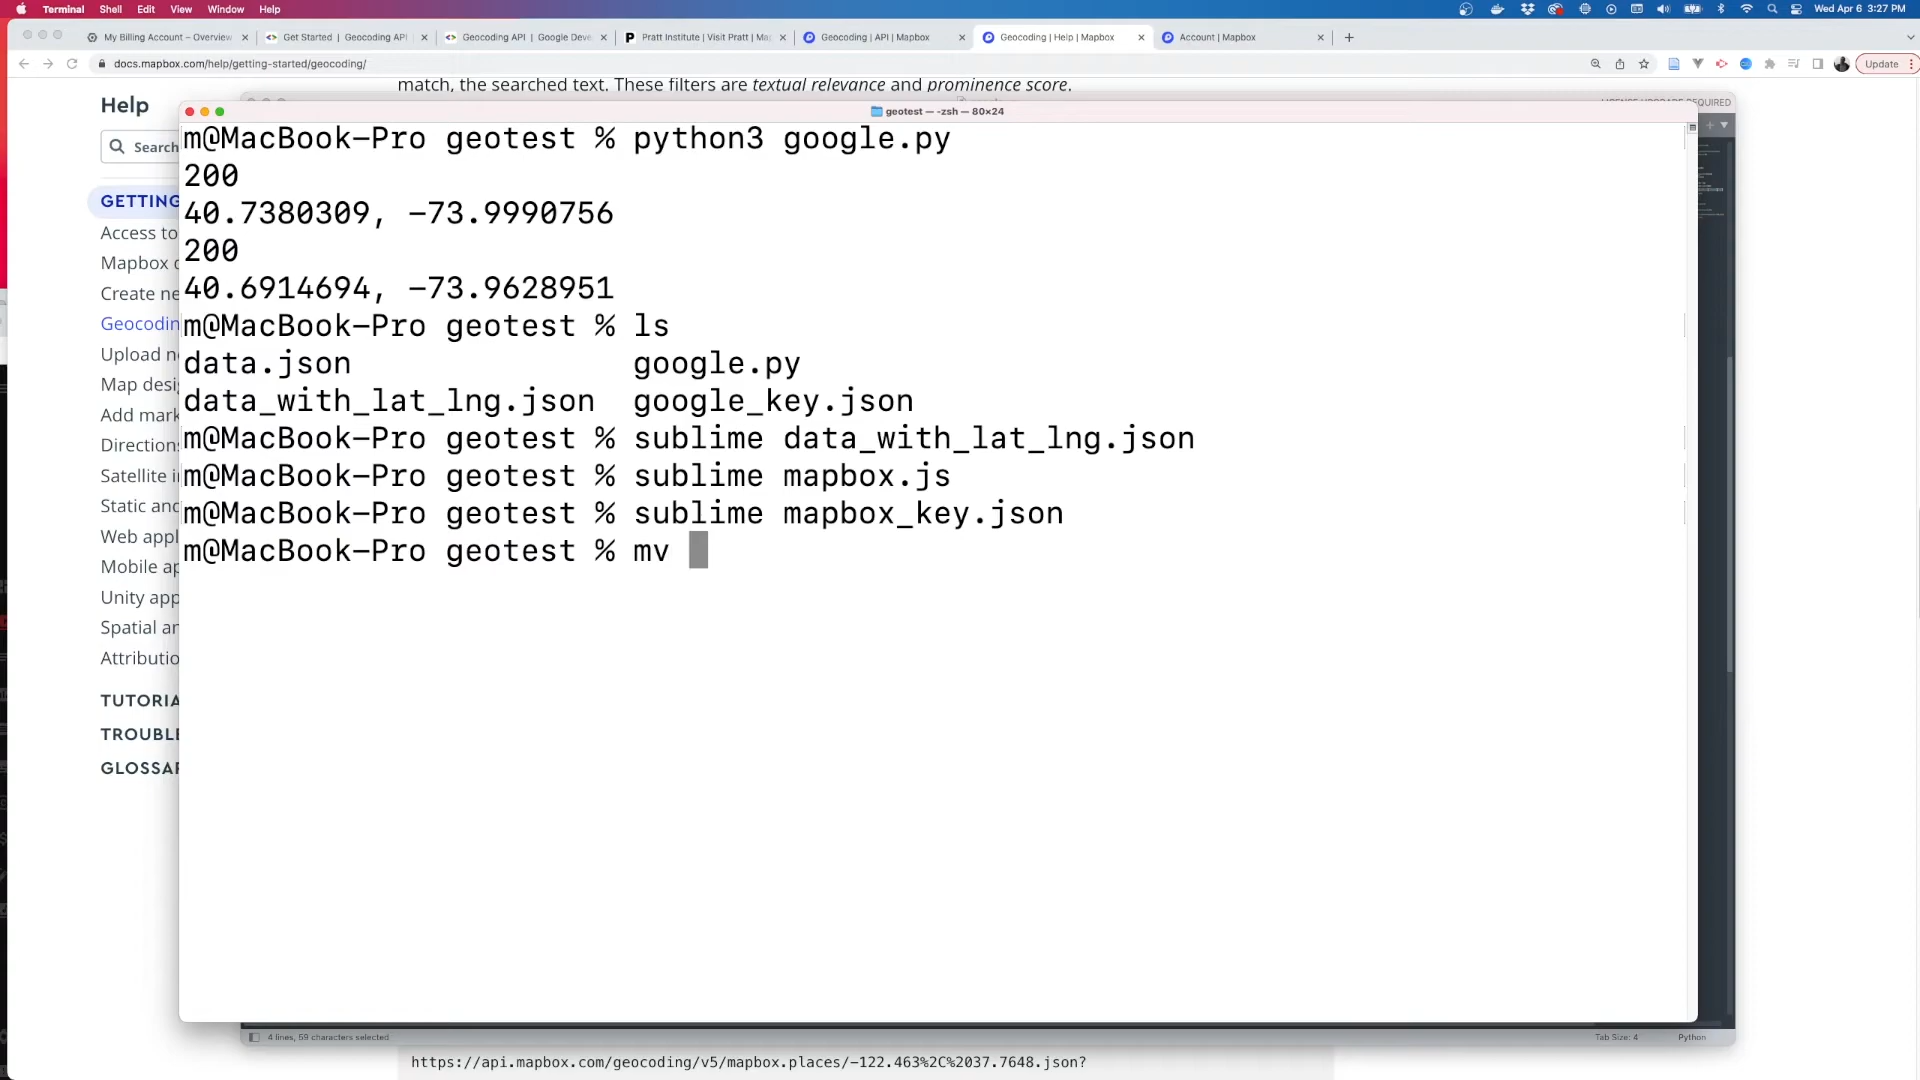 Terminal Shell Edit View Window Help Wed Apr 6 3:27 PM
My Billing Account – Overview Get Started | Geocoding API Geocoding API | Google Deve Pratt Institute | Visit Pratt | Ma Geocoding | API | Mapbox Geocoding | Help | Mapbox Account | Mapbox
docs.mapbox.com/help/getting-started/geocoding/ Update
match, the searched text. These filters are textual relevance and prominence score.
Help
Search
GETTING
Access to
Mapbox
Create ne
Geocodin
Upload n
Map desi
Add mark
Direction
Satellite i
Static and
Web appl
Mobile ap
Unity app
Spatial an
Attributio
TUTORIA
TROUBLE
GLOSSAR
geotest — -zsh — 80×24
m@MacBook-Pro geotest % python3 google.py
200
40.7380309, -73.9990756
200
40.6914694, -73.9628951
m@MacBook-Pro geotest % ls
data.json google.py
data_with_lat_lng.json google_key.json
m@MacBook-Pro geotest % sublime data_with_lat_lng.json
m@MacBook-Pro geotest % sublime mapbox.js
m@MacBook-Pro geotest % sublime mapbox_key.json
m@MacBook-Pro geotest % mv
4 lines, 59 characters selected Tab Size: 4 Python
https://api.mapbox.com/geocoding/v5/mapbox.places/-122.463%2C%2037.7648.json?